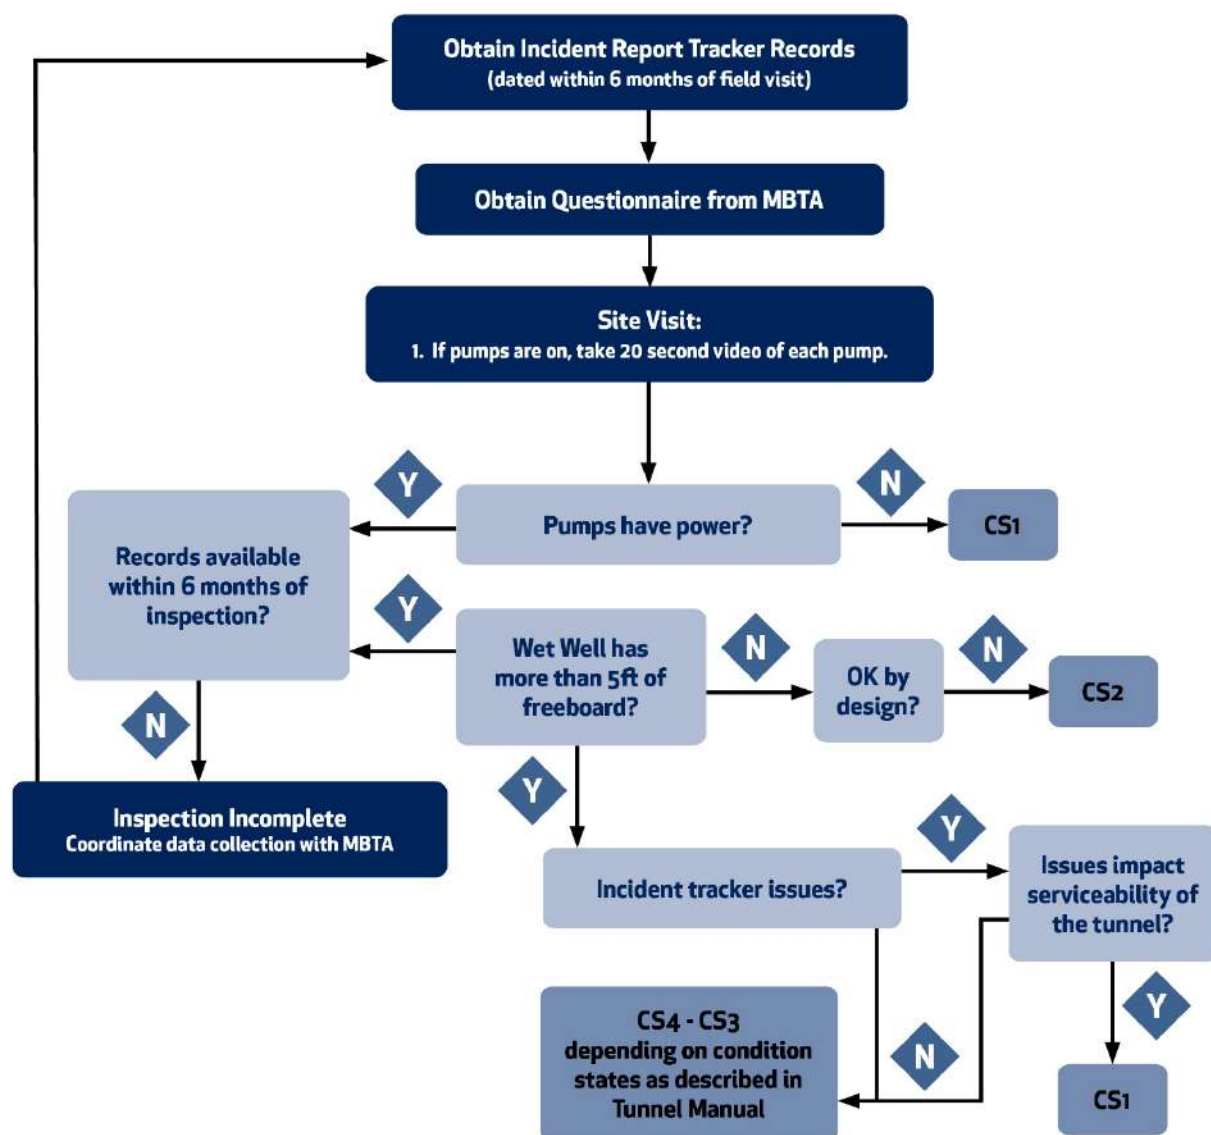 Obtain Incident Report Tracker Records
(dated within 6 months of field visit)
Obtain Questionnaire from MBTA
Site Visit:
1. If pumps are on, take 20 second video of each pump.
Y
N
Pumps have power?
CS1
Records available
within 6 months of
inspection?
Y
Wet Well has
more than 5ft of
freeboard?
N
OK by
design?
N
CS2
N
Y
Inspection Incomplete
Coordinate data collection with MBTA
Incident tracker issues?
Y
Issues impact
serviceability of
the tunnel?
CS4 - CS3
depending on condition
states as described in
Tunnel Manual
N
Y
CS1